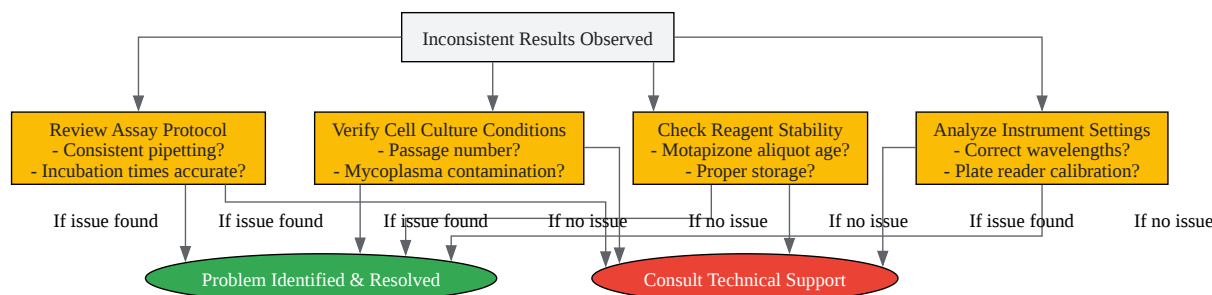 Inconsistent Results Observed
Review Assay Protocol
- Consistent pipetting?
- Incubation times accurate?
Verify Cell Culture Conditions
- Passage number?
- Mycoplasma contamination?
Check Reagent Stability
- Motapizone aliquot age?
- Proper storage?
Analyze Instrument Settings
- Correct wavelengths?
- Plate reader calibration?
If issue found
If issue found
If issue found
If no issue
If no issue
If no issue
If issue found
If no issue
Problem Identified & Resolved
Consult Technical Support